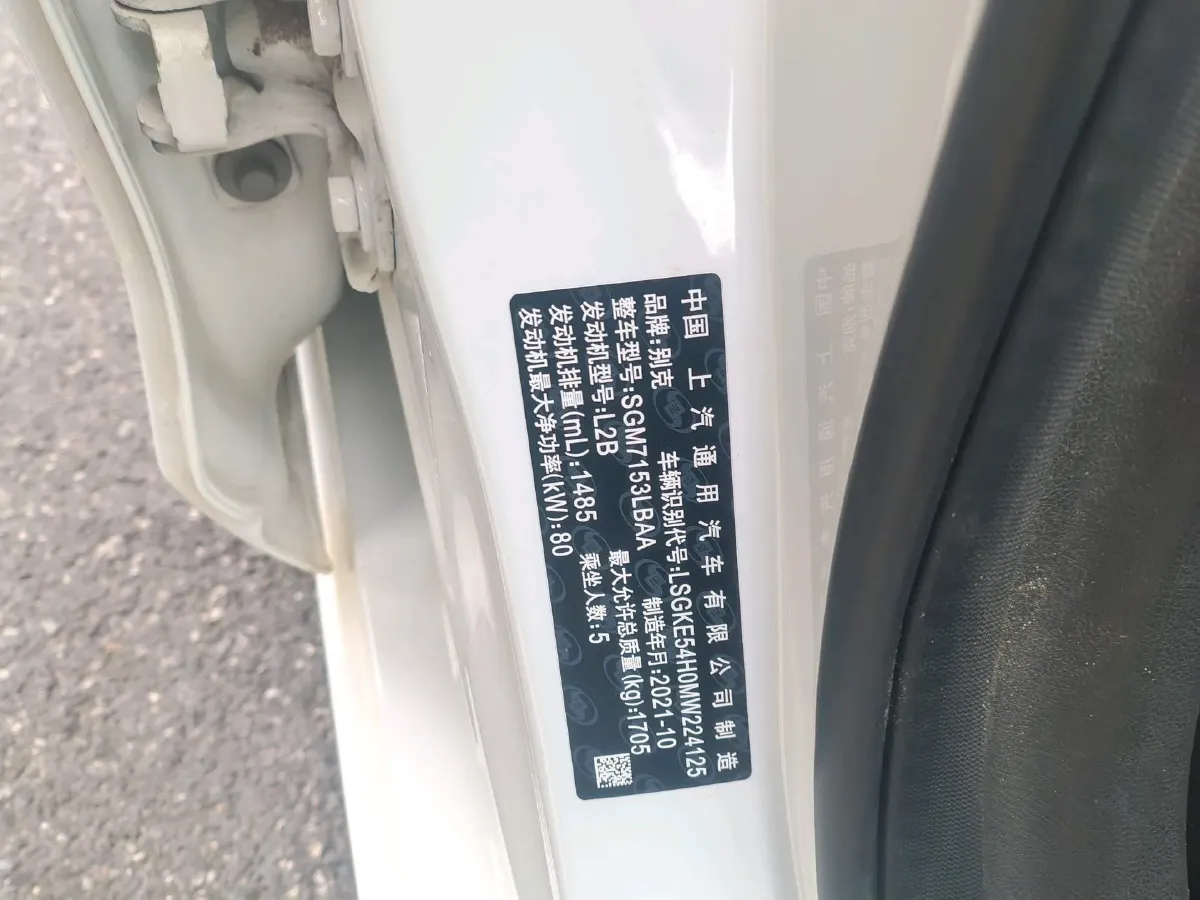 中国 上汽通用汽车有限公司制造
品牌:别克 车辆识别代号:LSGKE54H0MW224125
整车型号:SGM7153LBAA 制造年月:2021-10
发动机型号:L2B 最大允许总质量(kg):1705
发动机排量(mL):1485 乘坐人数:5
发动机最大净功率(kW):80